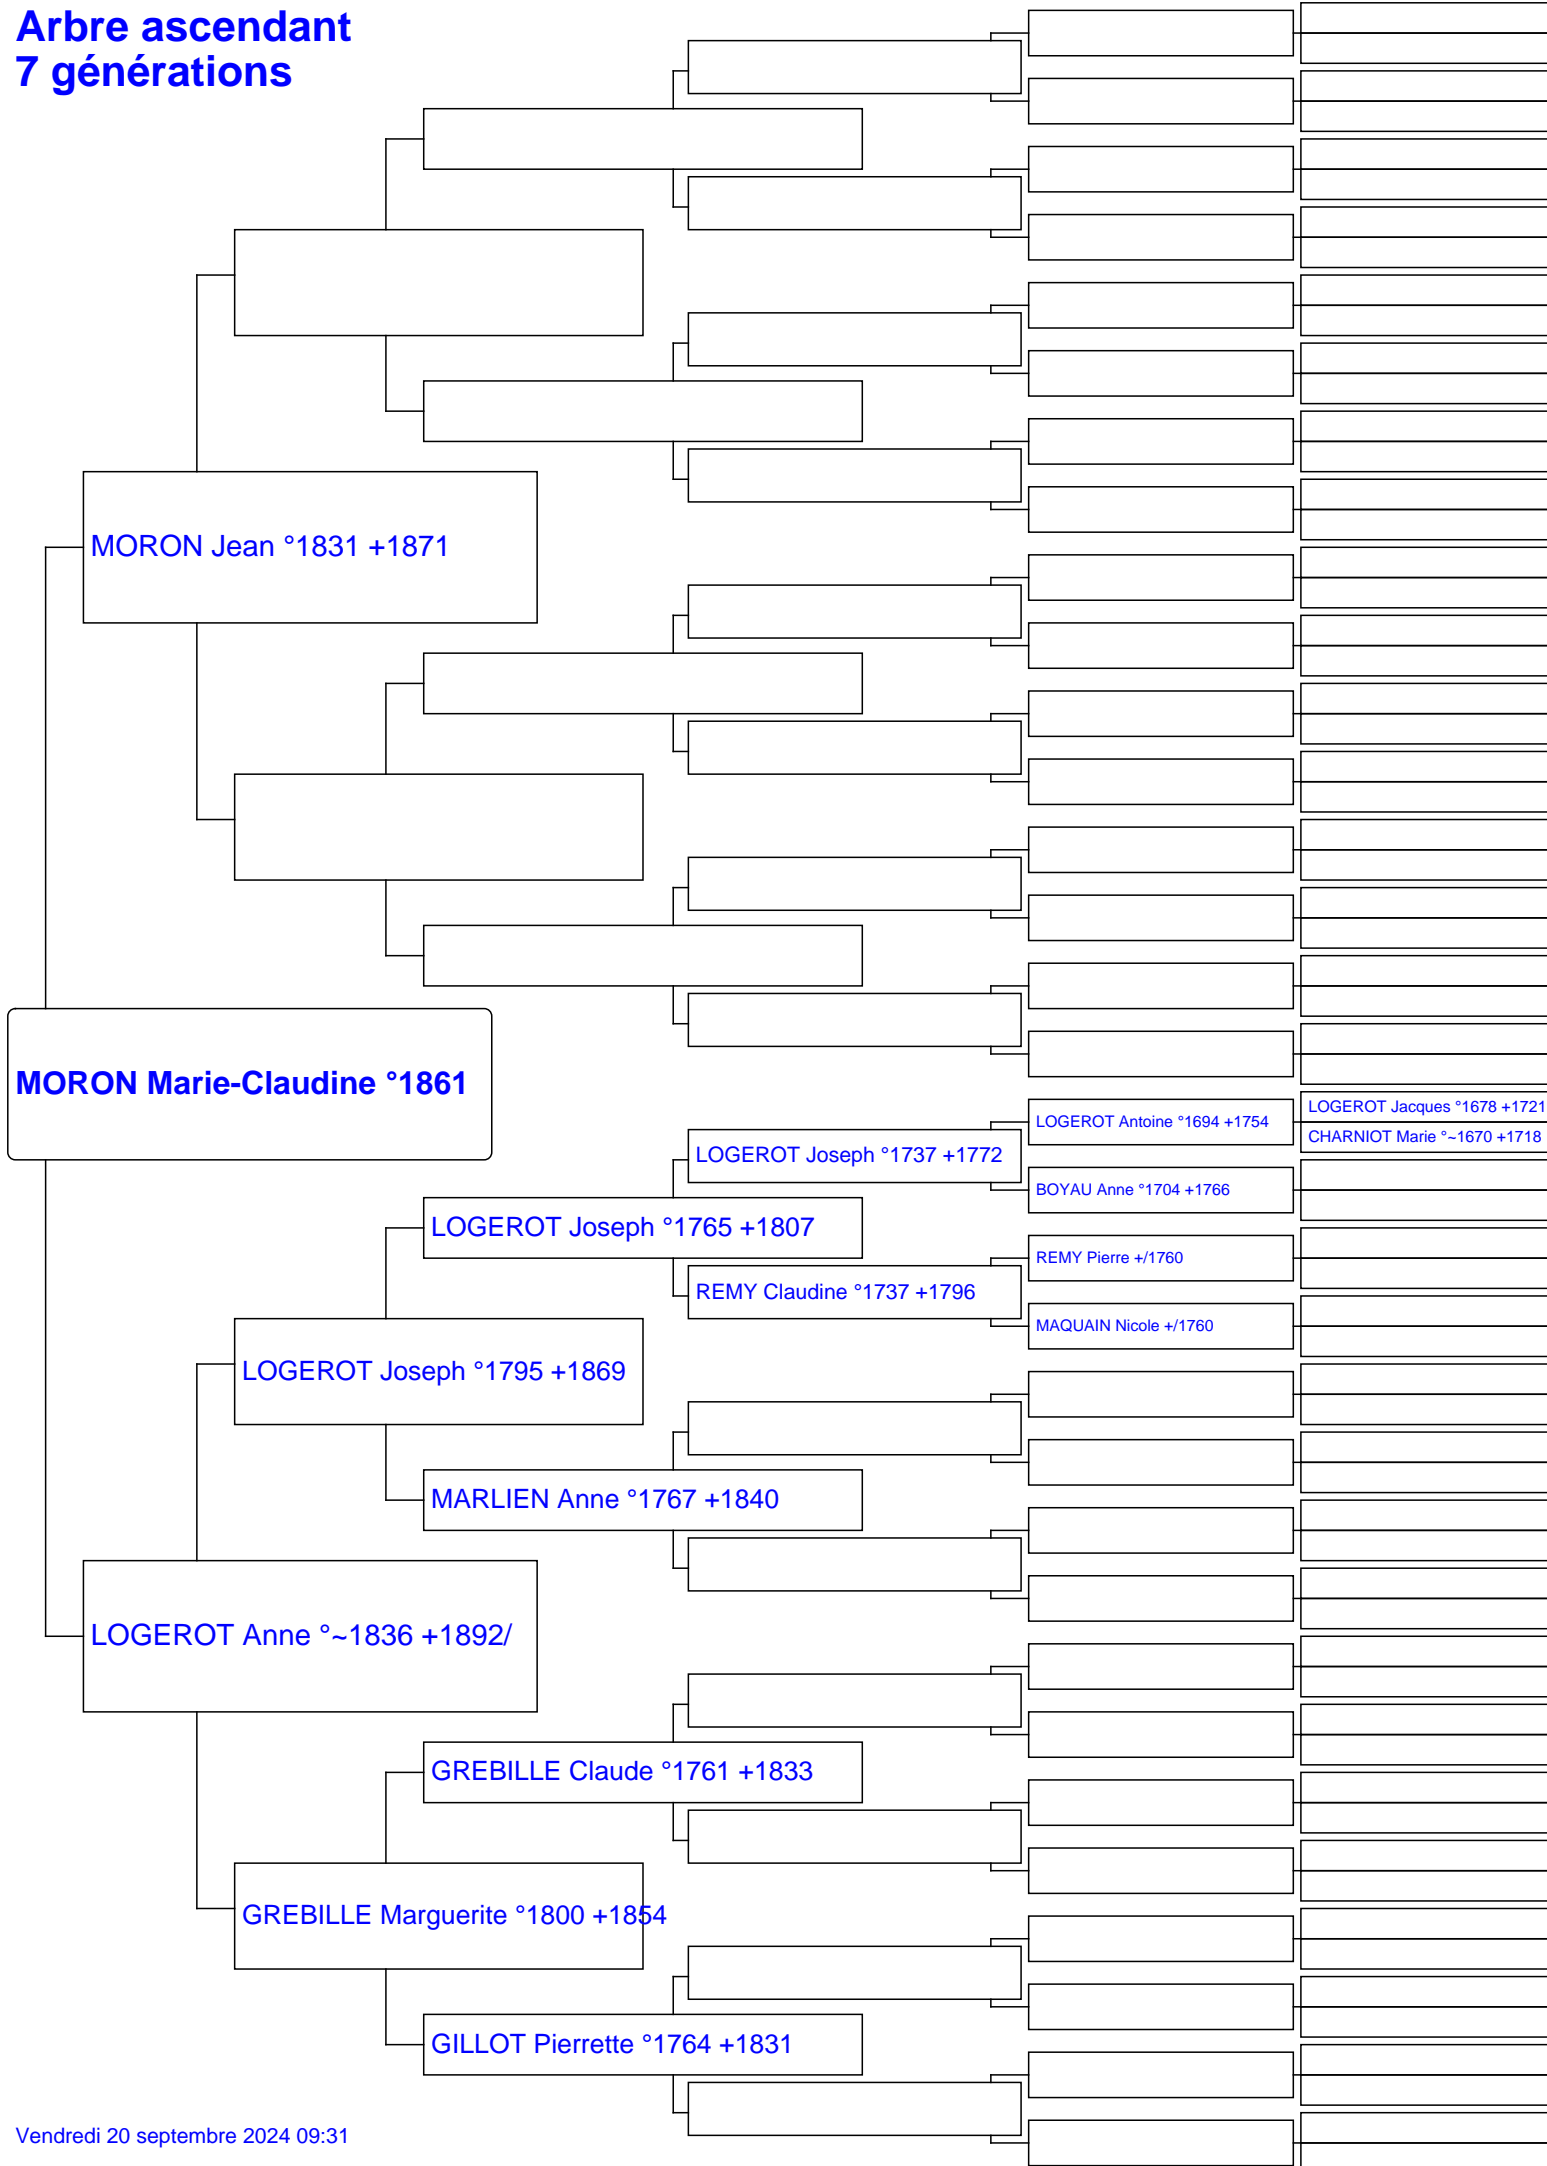 Arbre ascendant
7 générations
MORON Jean °1831 +1871
MORON Marie-Claudine °1861
LOGEROT Jacques °1678 +1721
LOGEROT Antoine °1694 +1754
CHARNIOT Marie °~1670 +1718
LOGEROT Joseph °1737 +1772
BOYAU Anne °1704 +1766
LOGEROT Joseph °1765 +1807
REMY Pierre +/1760
REMY Claudine °1737 +1796
MAQUAIN Nicole +/1760
LOGEROT Joseph °1795 +1869
MARLIEN Anne °1767 +1840
LOGEROT Anne °~1836 +1892/
GREBILLE Claude °1761 +1833
GREBILLE Marguerite °1800 +1854
GILLOT Pierrette °1764 +1831
Vendredi 20 septembre 2024 09:31